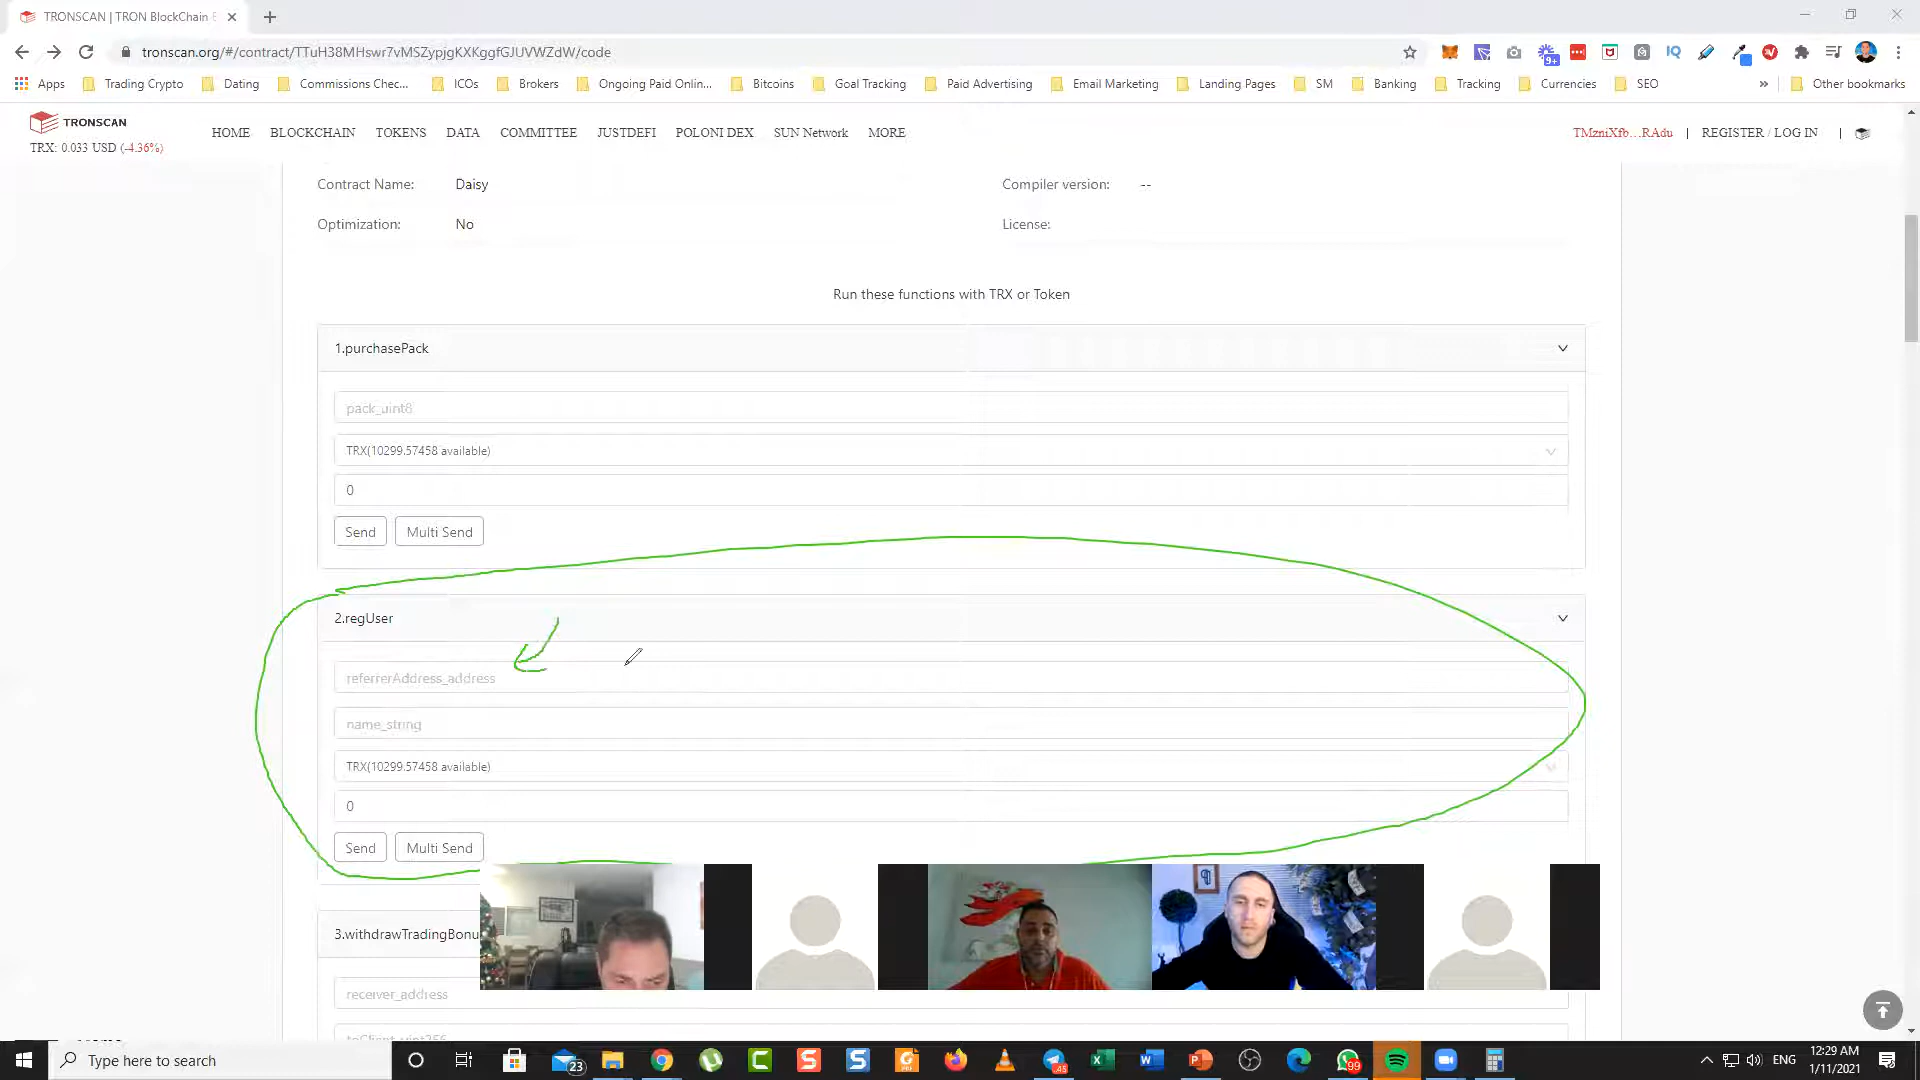 TRONSCAN | TRON BlockChain E
tronscan.org/#/contract/TTuH38MHswr7vMSZypjgKXKggfGJUVWZdW/code
9+
Apps
Trading Crypto
Dating
Commissions Chec...
ICOs
Brokers
Ongoing Paid Onlin...
Bitcoins
Goal Tracking
Paid Advertising
Email Marketing
Landing Pages
SM
Banking
Tracking
Currencies
SEO
»
Other bookmarks
TRONSCAN
TRX: 0.033 USD (-4.36%)
HOME
BLOCKCHAIN
TOKENS
DATA
COMMITTEE
JUSTDEFI
POLONI DEX
SUN Network
MORE
TMzniXfb...RAdu | REGISTER / LOG IN |
Contract Name: Daisy
Compiler version: --
Optimization: No
License:
Run these functions with TRX or Token
1.purchasePack
pack_uint8
TRX(10299.57458 available)
0
Send
Multi Send
2.regUser
referrerAddress_address
name_string
TRX(10299.57458 available)
0
Send
Multi Send
3.withdrawTradingBonu
receiver_address
toClient_uint256
Type here to search
23
.45
99
ENG
12:29 AM
1/11/2021